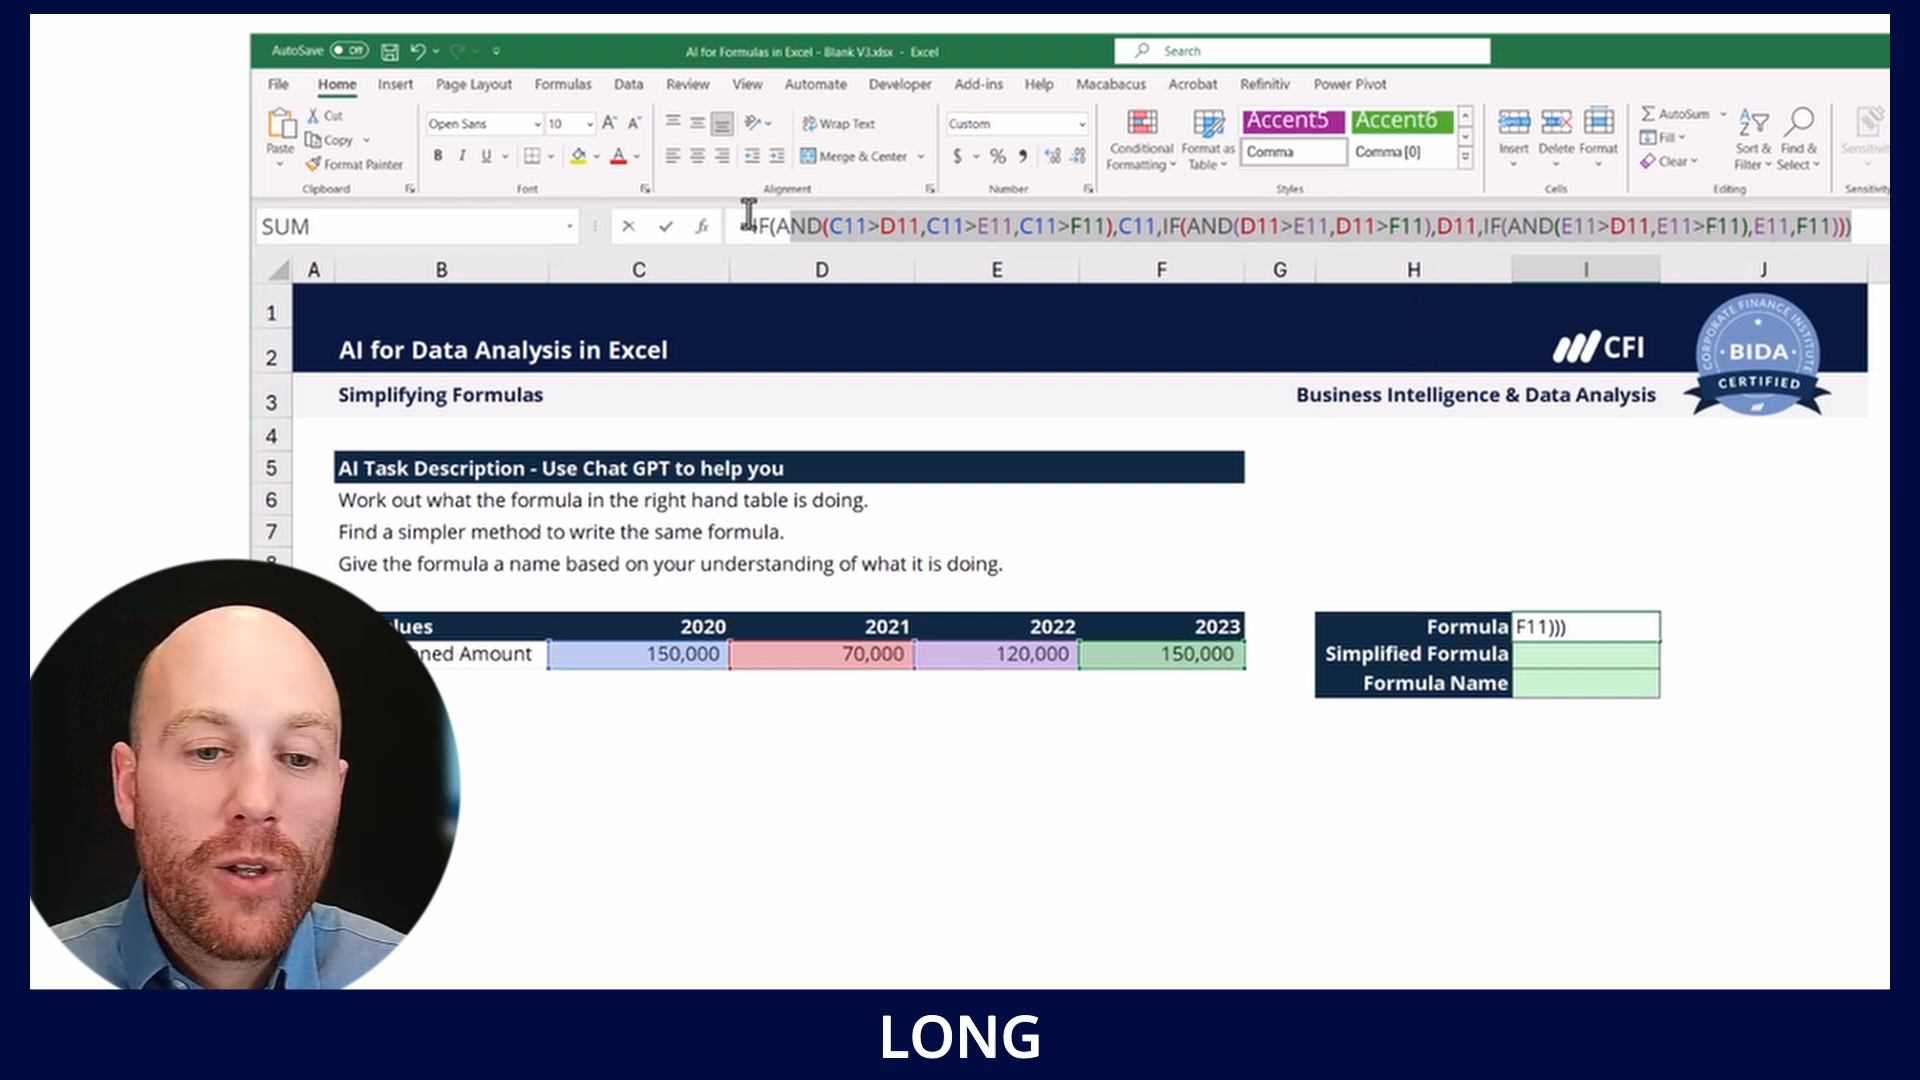 AutoSave Off AI for Formulas in Excel - Blank V3.xlsx - Excel Search
File Home Insert Page Layout Formulas Data Review View Automate Developer Add-ins Help Macabacus Acrobat Refinitiv Power Pivot
Paste Cut Copy Format Painter
Clipboard
Open Sans 10 A A
B I U A
Font
Wrap Text
Merge & Center
Alignment
Custom
$ % 9
Number
Conditional Formatting
Format as Table
Accent5 Accent6
Comma Comma [0]
Styles
Insert Delete Format
Cells
AutoSum
Fill
Clear
Sort & Filter
Find & Select
Editing
Sensitivity
SUM fx IF(AND(C11>D11,C11>E11,C11>F11),C11,IF(AND(D11>E11,D11>F11),D11,IF(AND(E11>D11,E11>F11),E11,F11)))
A B C D E F G H I J
1
2 AI for Data Analysis in Excel CFI
CORPORATE FINANCE INSTITUTE
BIDA
CERTIFIED
3 Simplifying Formulas Business Intelligence & Data Analysis
4
5 AI Task Description - Use Chat GPT to help you
6 Work out what the formula in the right hand table is doing.
7 Find a simpler method to write the same formula.
Give the formula a name based on your understanding of what it is doing.
2020 2021 2022 2023 Formula F11)))
Amount 150,000 70,000 120,000 150,000 Simplified Formula
Formula Name
LONG